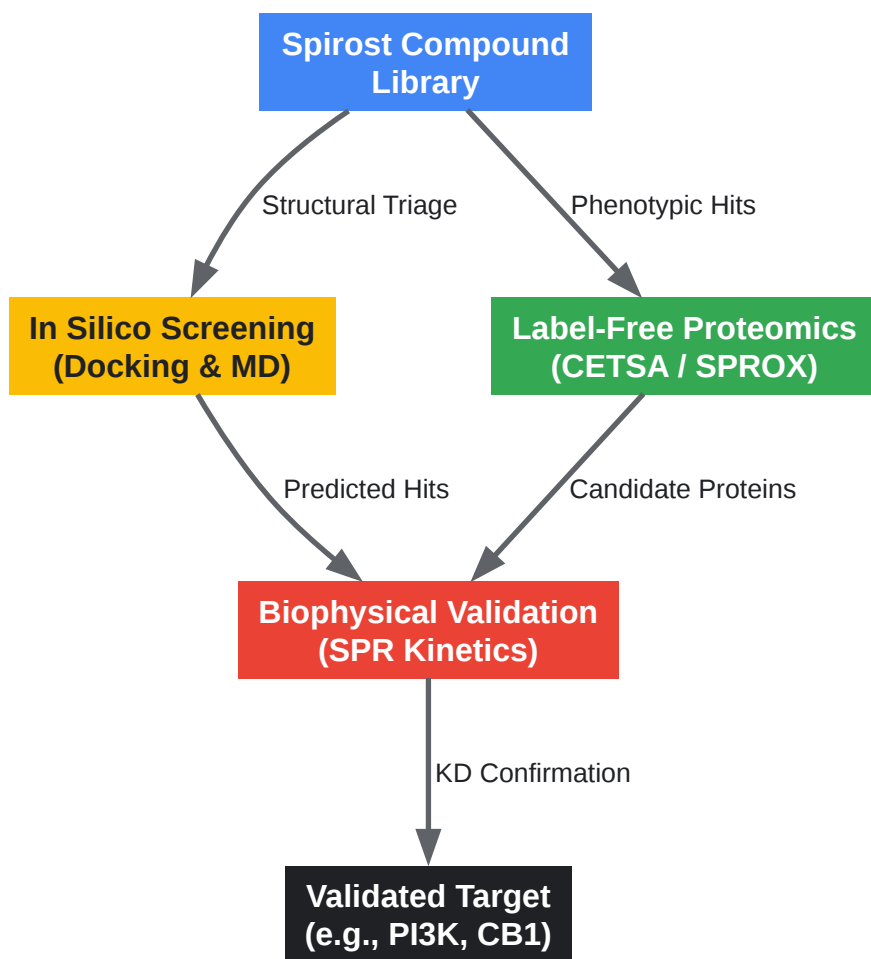 Spirost Compound
Library
Structural Triage
Phenotypic Hits
In Silico Screening
(Docking & MD)
Label-Free Proteomics
(CETSA / SPROX)
Predicted Hits
Candidate Proteins
Biophysical Validation
(SPR Kinetics)
KD Confirmation
Validated Target
(e.g., PI3K, CB1)